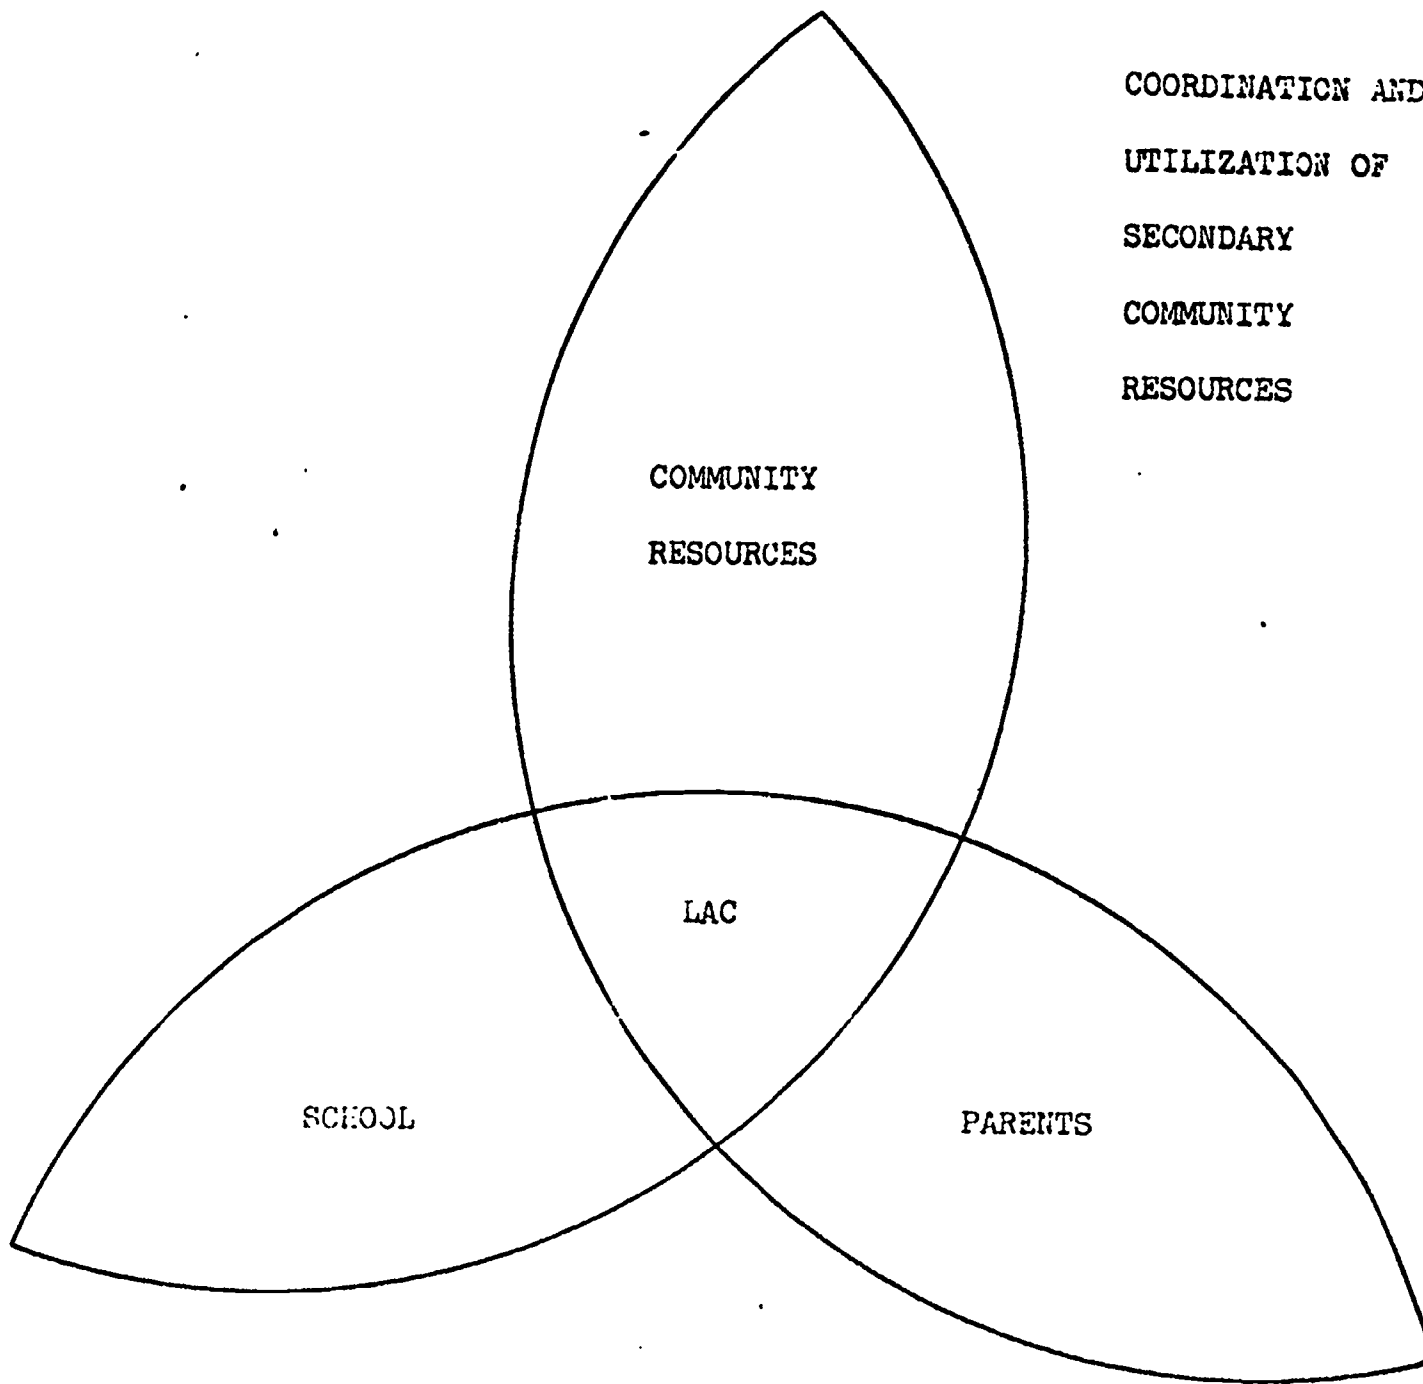 COORDINATION AND
UTILIZATION OF
SECONDARY
COMMUNITY
RESOURCES
COMMUNITY
RESOURCES
LAC
SCHOOL
PARENTS